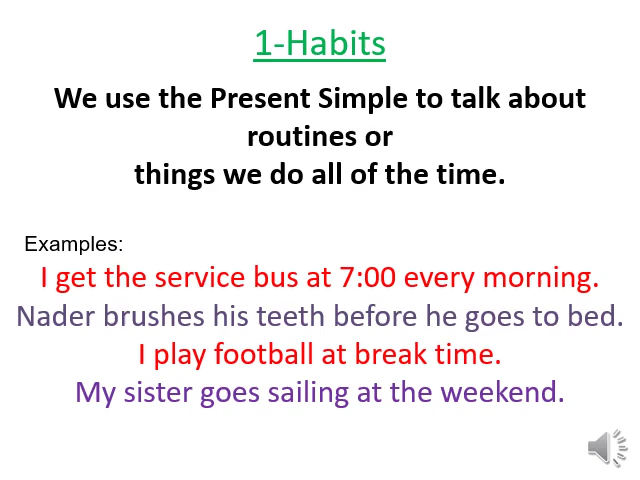 1-Habits
We use the Present Simple to talk about
routines or
things we do all of the time.
Examples:
I get the service bus at 7:00 every morning.
Nader brushes his teeth before he goes to bed.
I play football at break time.
My sister goes sailing at the weekend.